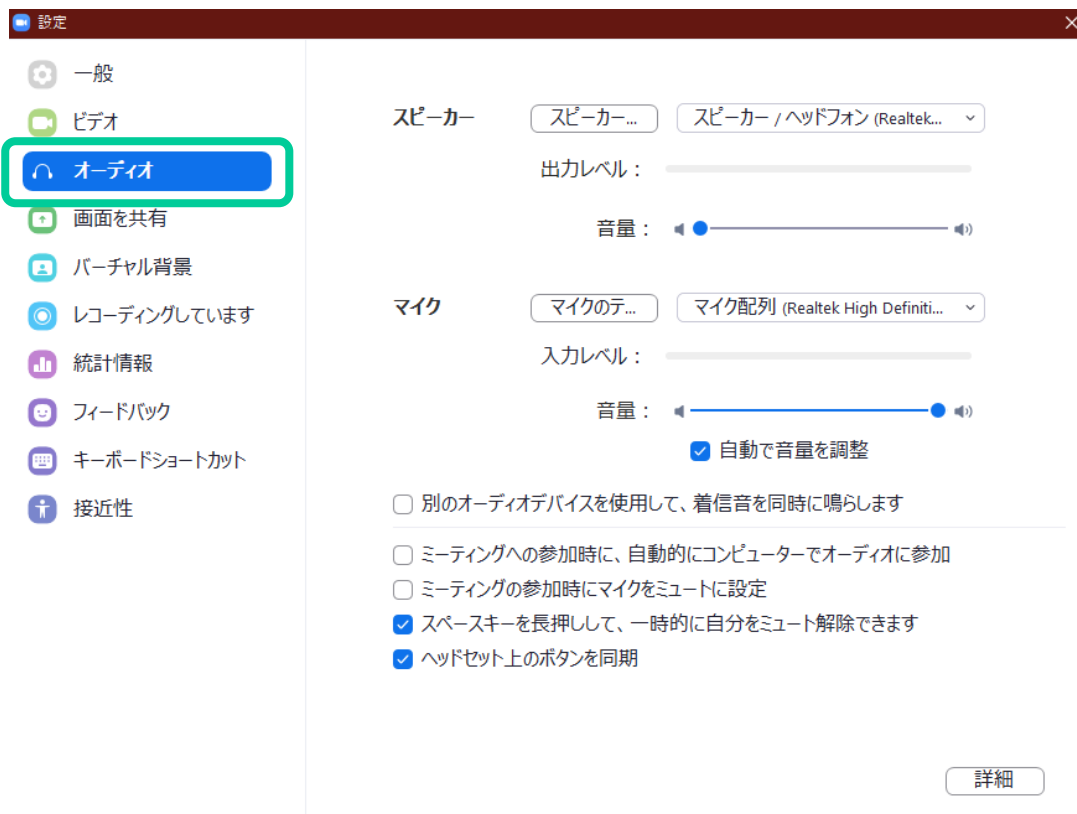 設定
一般
ビデオ
オーディオ
画面を共有
バーチャル背景
レコーディングしています
統計情報
フィードバック
キーボードショートカット
接近性
スピーカー スピーカー... スピーカー / ヘッドフォン (Realtek...
出力レベル：
音量：
マイク マイクのテ... マイク配列 (Realtek High Definiti...
入力レベル：
音量：
自動で音量を調整
別のオーディオデバイスを使用して、着信音を同時に鳴らします
ミーティングへの参加時に、自動的にコンピューターでオーディオに参加
ミーティングの参加時にマイクをミュートに設定
スペースキーを長押しして、一時的に自分をミュート解除できます
ヘッドセット上のボタンを同期
詳細